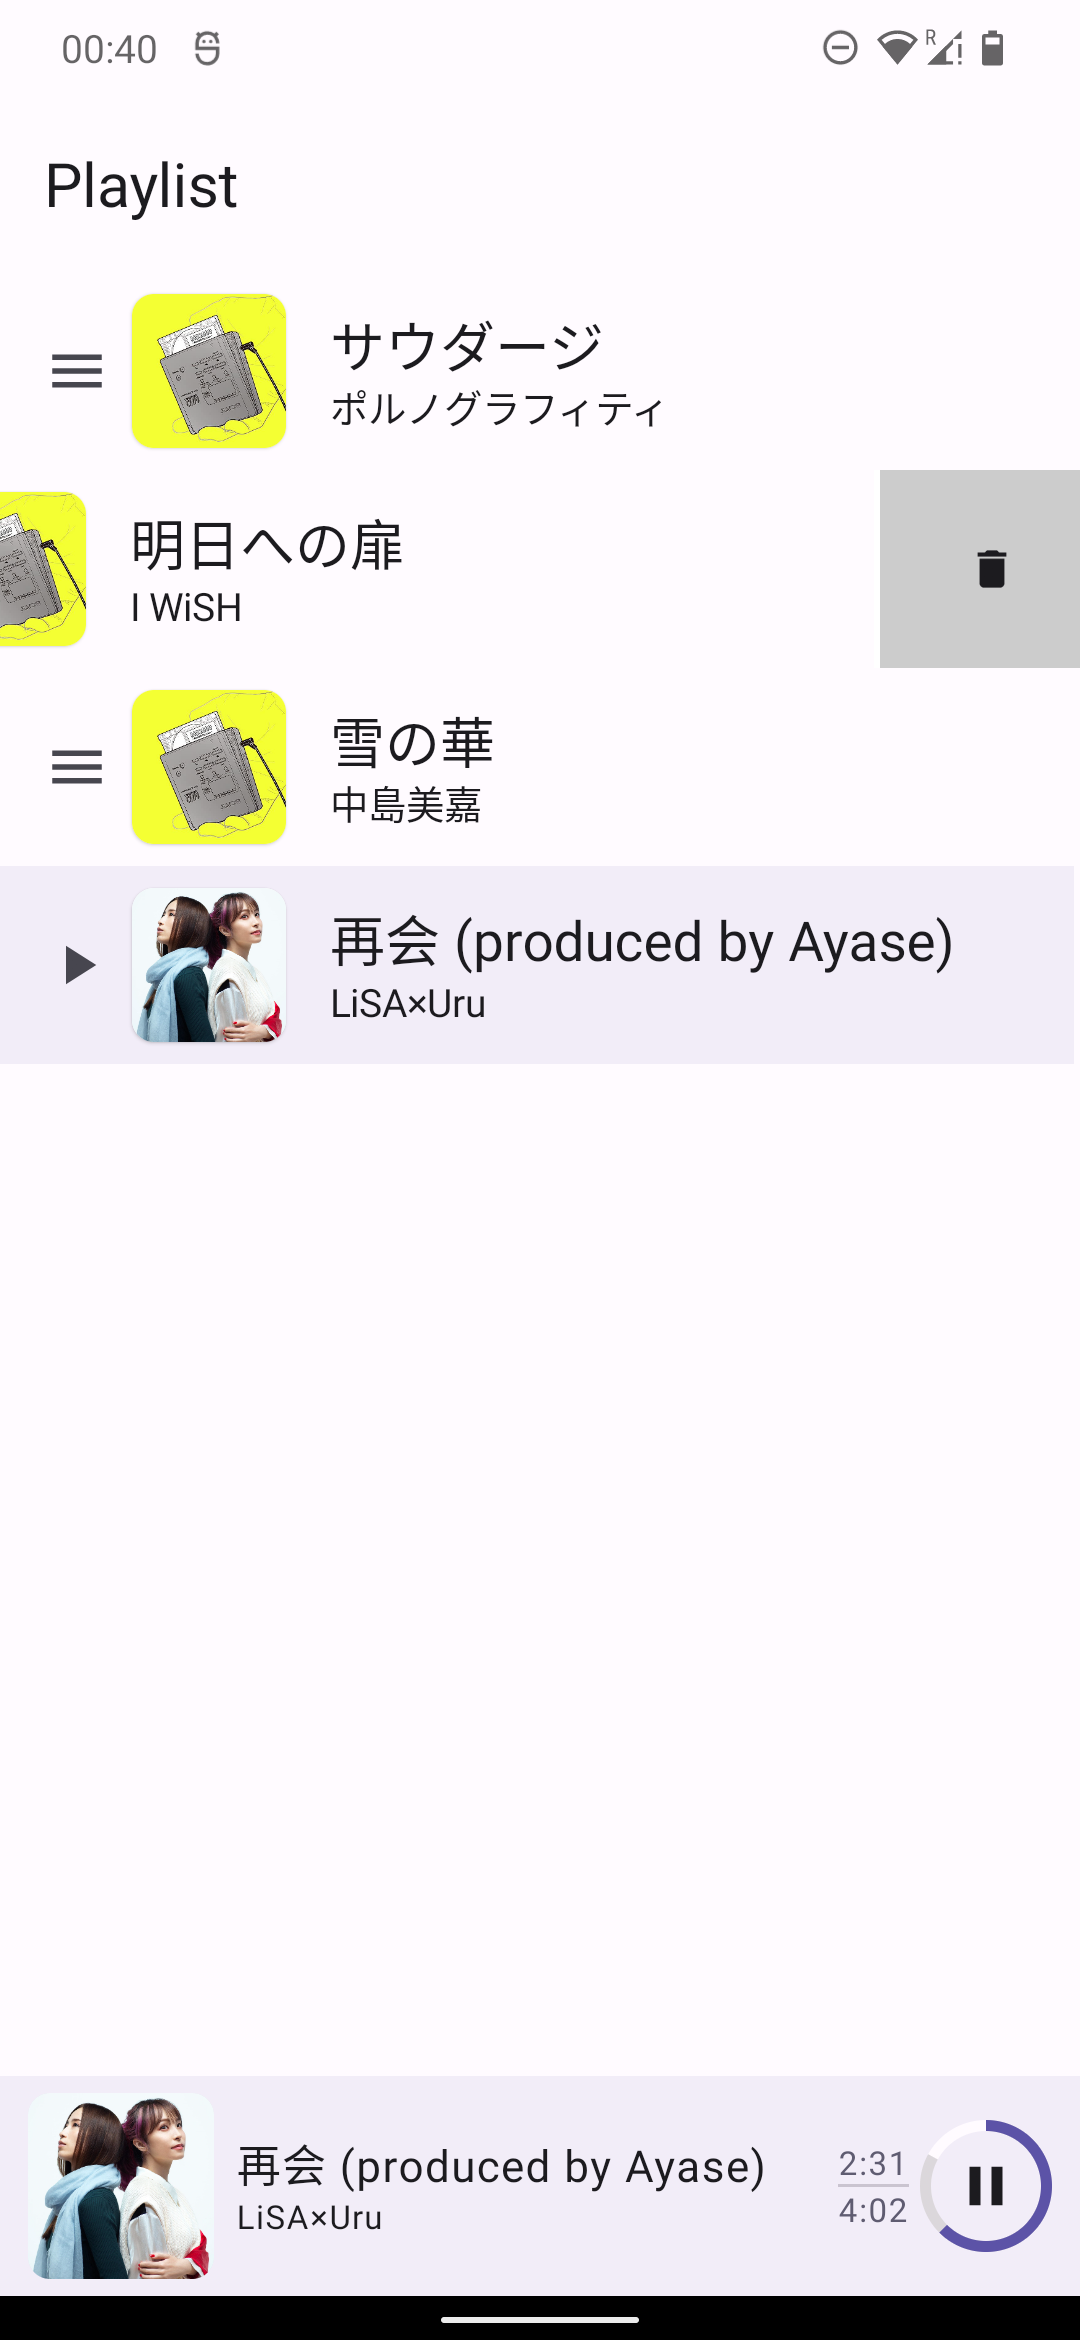 00:40
R
Playlist
サウダージ
ポルノグラフィティ
明日への扉
I WiSH
雪の華
中島美嘉
再会 (produced by Ayase)
LiSA×Uru
再会 (produced by Ayase)
LiSA×Uru
2:31
4:02